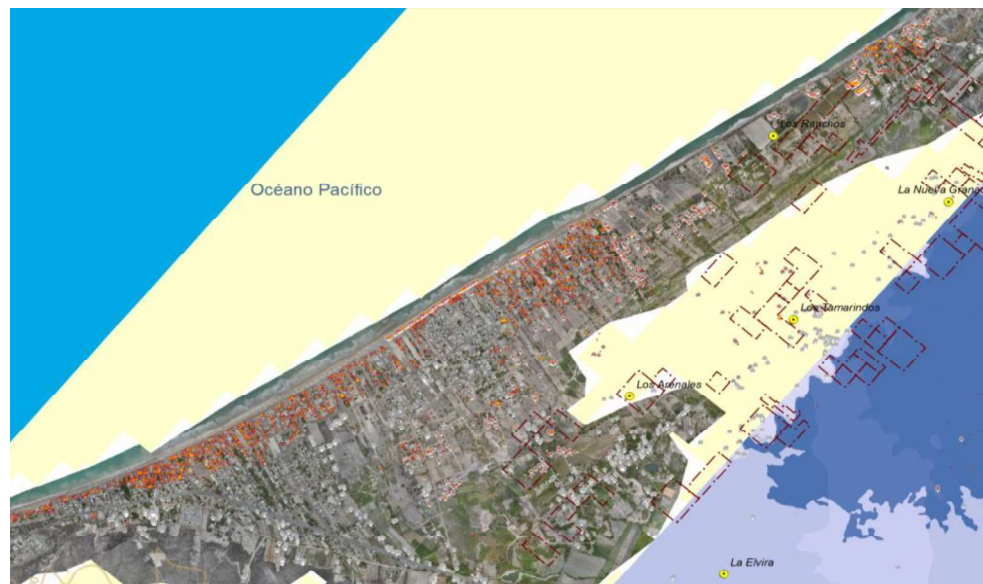 Los Ranchos
La Nueva Grana
Océano Pacífico
Los Tamarindos
Los Arenales
La Elvira